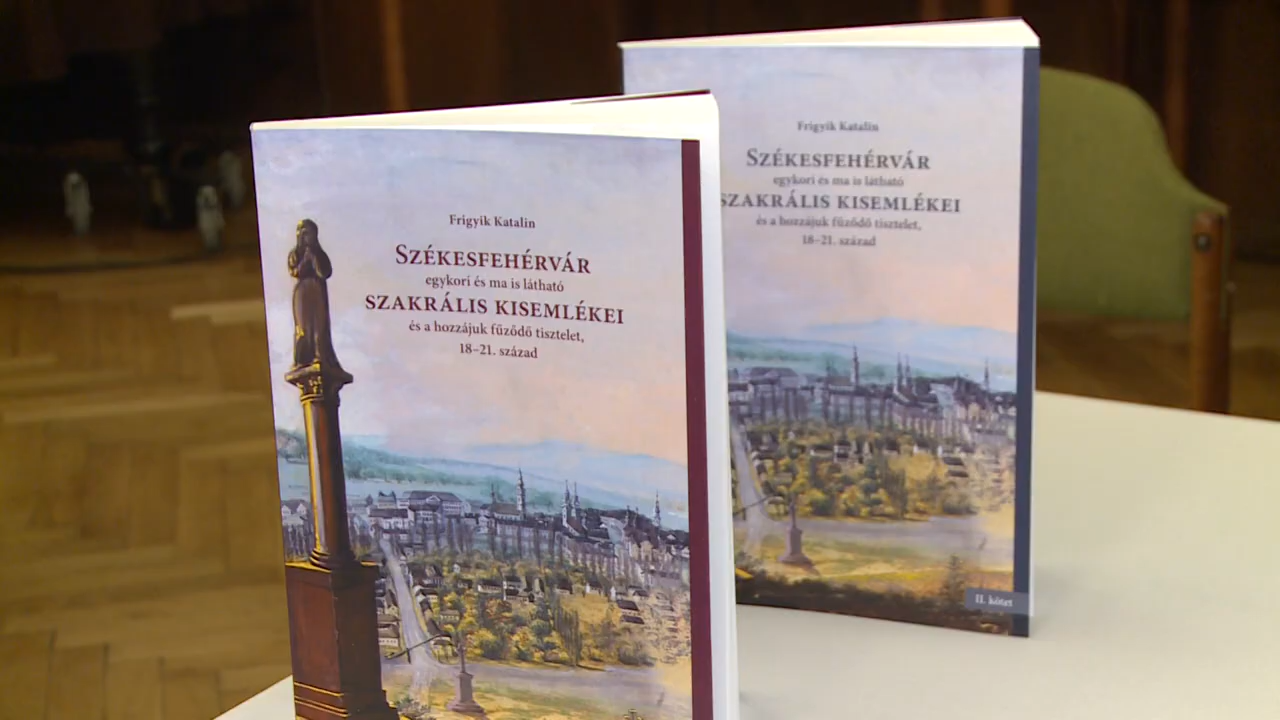 Frigyik Katalin
SZÉKESFEHÉRVÁR
egykori és ma is látható
SZAKRÁLIS KISEMLÉKEI
és a hozzájuk fűződő tisztelet,
18–21. század
Frigyik Katalin
SZÉKESFEHÉRVÁR
egykori és ma is látható
SZAKRÁLIS KISEMLÉKEI
és a hozzájuk fűződő tisztelet,
18–21. század
II. kötet